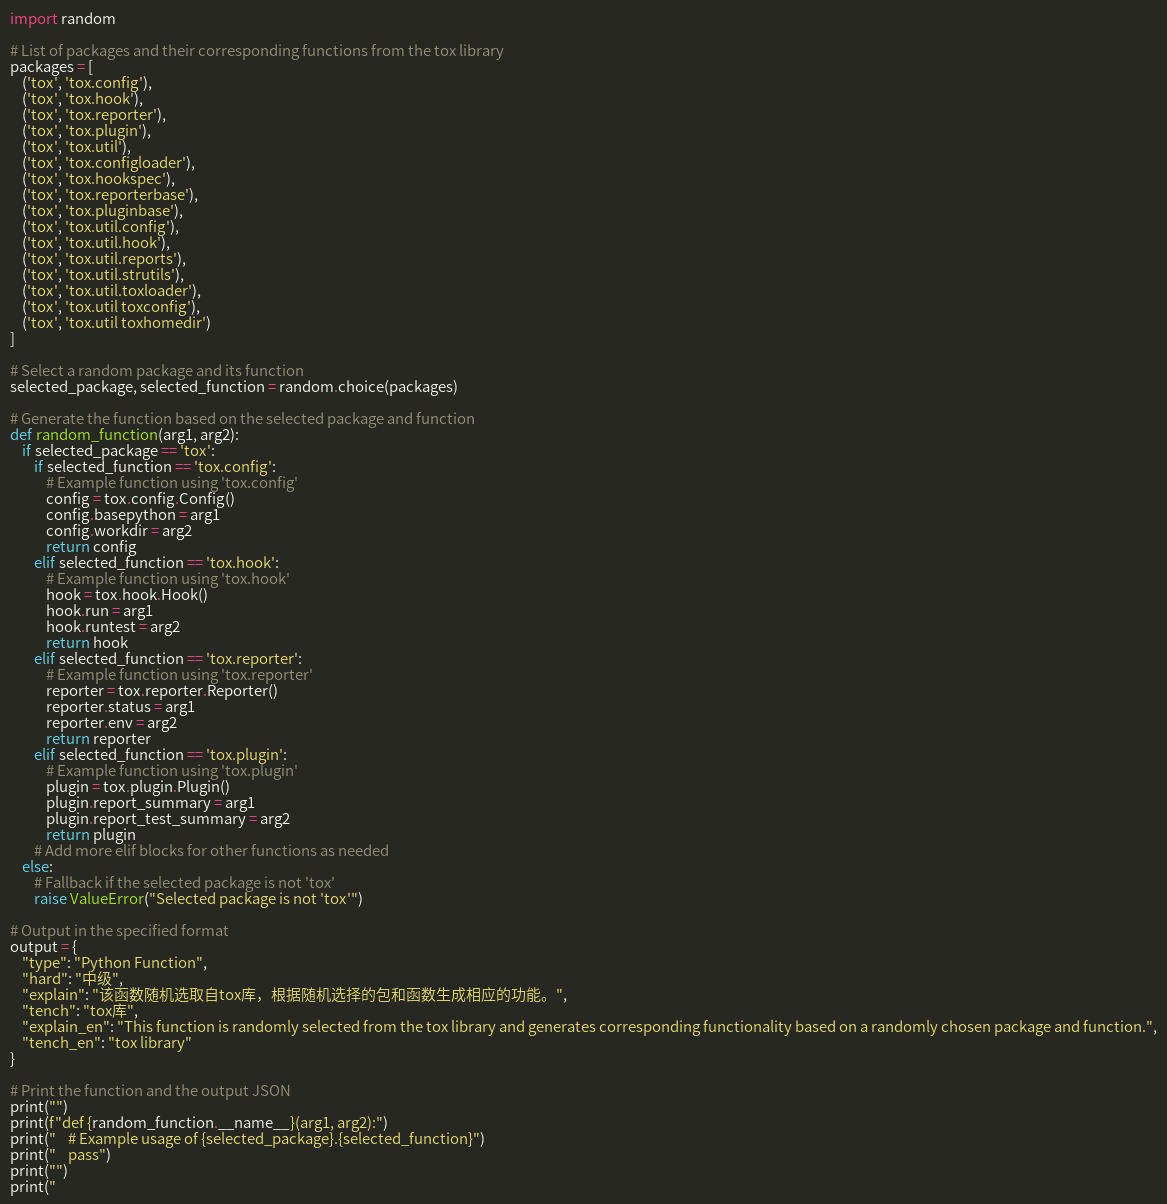 import random

# List of packages and their corresponding functions from the tox library
packages = [
    ('tox', 'tox.config'),
    ('tox', 'tox.hook'),
    ('tox', 'tox.reporter'),
    ('tox', 'tox.plugin'),
    ('tox', 'tox.util'),
    ('tox', 'tox.configloader'),
    ('tox', 'tox.hookspec'),
    ('tox', 'tox.reporterbase'),
    ('tox', 'tox.pluginbase'),
    ('tox', 'tox.util.config'),
    ('tox', 'tox.util.hook'),
    ('tox', 'tox.util.reports'),
    ('tox', 'tox.util.strutils'),
    ('tox', 'tox.util.toxloader'),
    ('tox', 'tox.util toxconfig'),
    ('tox', 'tox.util toxhomedir')
]

# Select a random package and its function
selected_package, selected_function = random.choice(packages)

# Generate the function based on the selected package and function
def random_function(arg1, arg2):
    if selected_package == 'tox':
        if selected_function == 'tox.config':
            # Example function using 'tox.config'
            config = tox.config.Config()
            config.basepython = arg1
            config.workdir = arg2
            return config
        elif selected_function == 'tox.hook':
            # Example function using 'tox.hook'
            hook = tox.hook.Hook()
            hook.run = arg1
            hook.runtest = arg2
            return hook
        elif selected_function == 'tox.reporter':
            # Example function using 'tox.reporter'
            reporter = tox.reporter.Reporter()
            reporter.status = arg1
            reporter.env = arg2
            return reporter
        elif selected_function == 'tox.plugin':
            # Example function using 'tox.plugin'
            plugin = tox.plugin.Plugin()
            plugin.report_summary = arg1
            plugin.report_test_summary = arg2
            return plugin
        # Add more elif blocks for other functions as needed
    else:
        # Fallback if the selected package is not 'tox'
        raise ValueError("Selected package is not 'tox'")

# Output in the specified format
output = {
    "type": "Python Function",
    "hard": "中级",
    "explain": "该函数随机选取自tox库，根据随机选择的包和函数生成相应的功能。",
    "tench": "tox库",
    "explain_en": "This function is randomly selected from the tox library and generates corresponding functionality based on a randomly chosen package and function.",
    "tench_en": "tox library"
}

# Print the function and the output JSON
print("")
print(f"def {random_function.__name__}(arg1, arg2):")
print("    # Example usage of {selected_package}.{selected_function}")
print("    pass")
print("")
print("